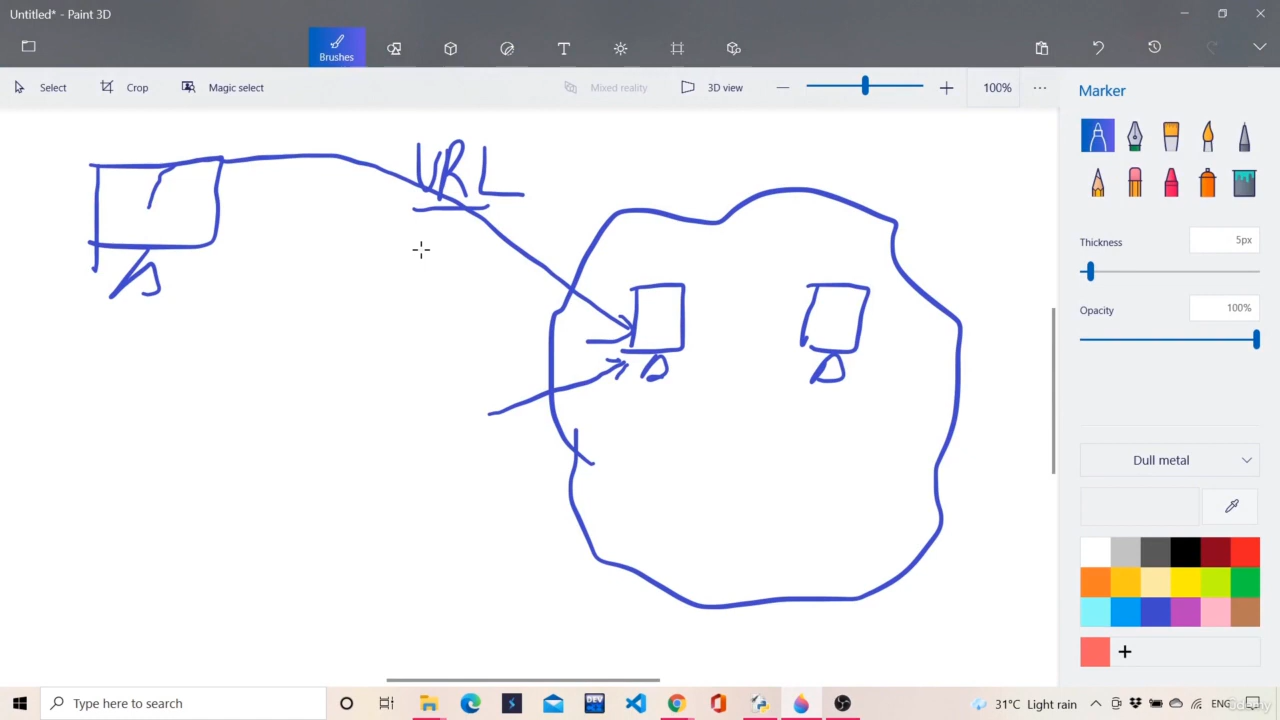 Untitled* - Paint 3D
Brushes
Select
Crop
Magic select
Mixed reality
3D view
100%
Marker
Thickness
5px
Opacity
100%
Dull metal
URL
Type here to search
DEV
31°C Light rain
ENG